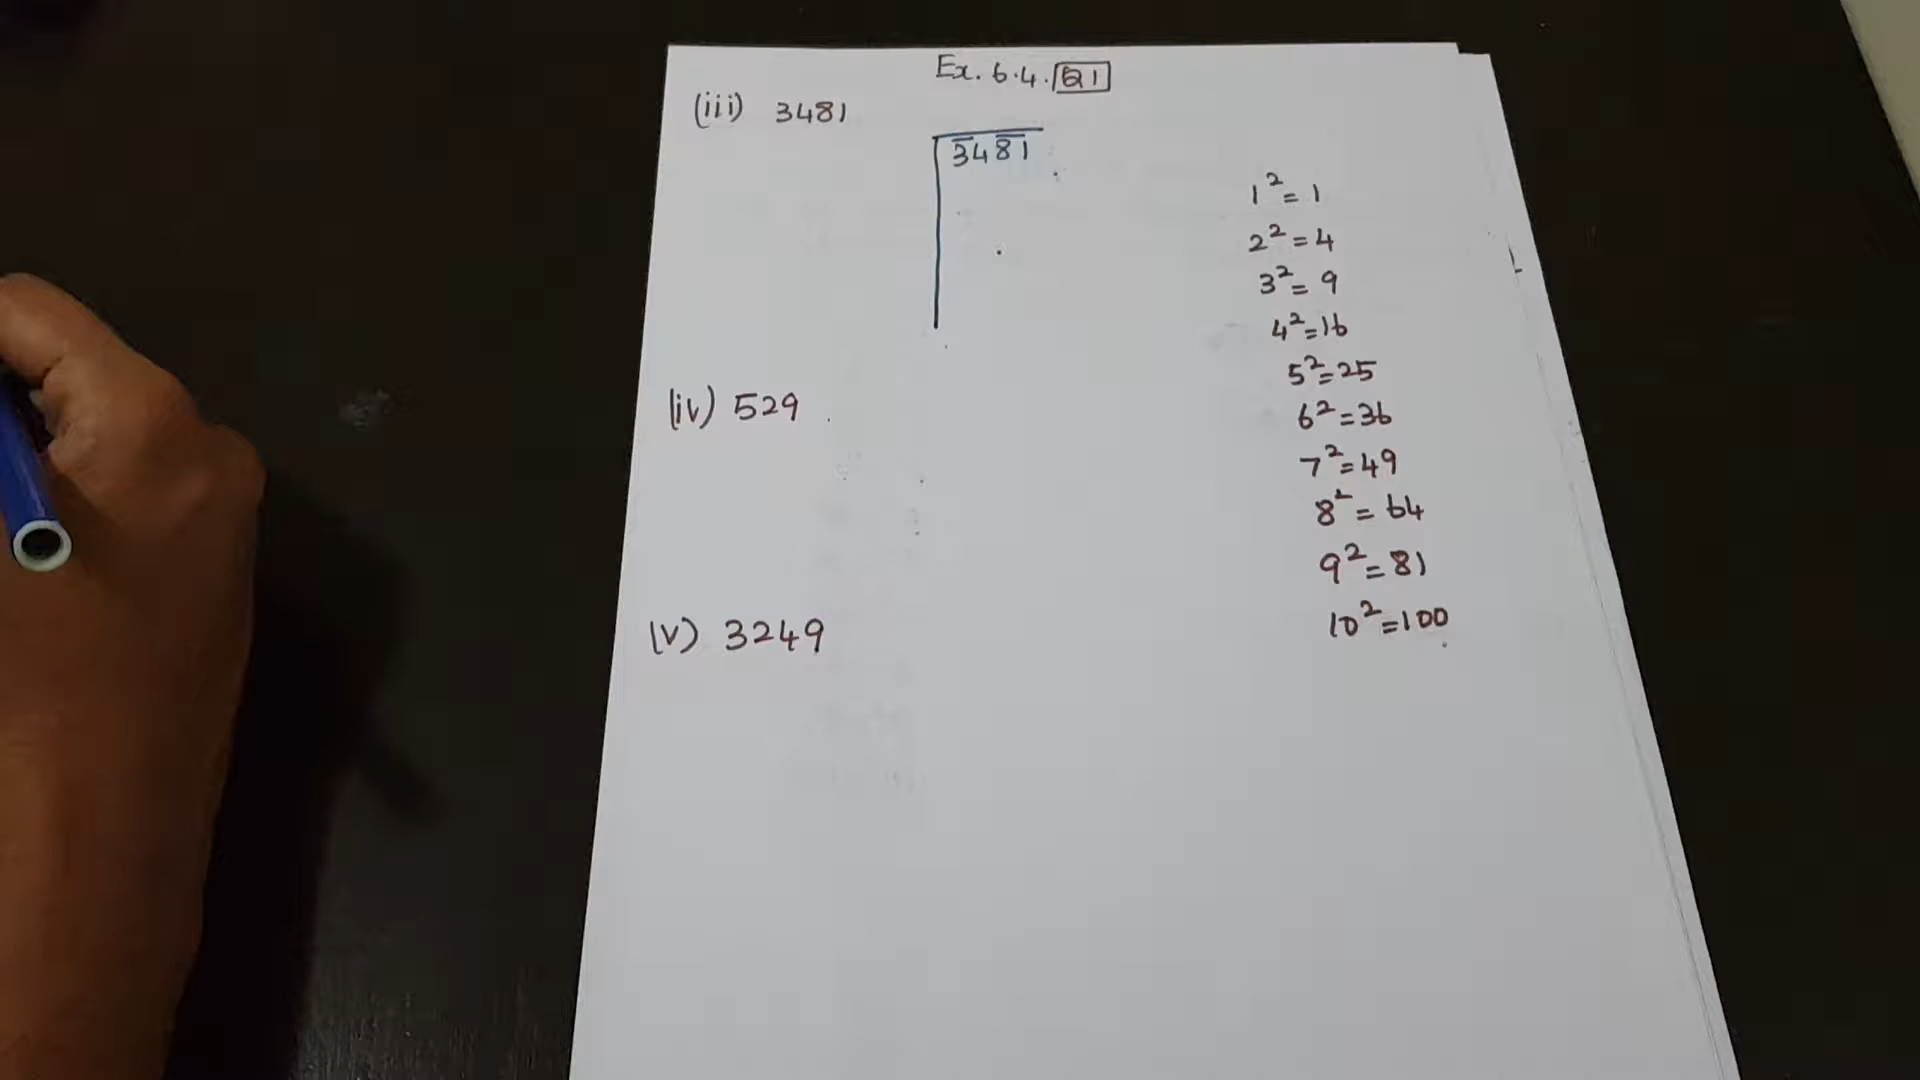 Ex. 6.4. Q1
(iii) 3481
3481
1² = 1
2² = 4
3² = 9
4² = 16
5² = 25
6² = 36
7² = 49
8² = 64
9² = 81
10² = 100
(iv) 529
(v) 3249